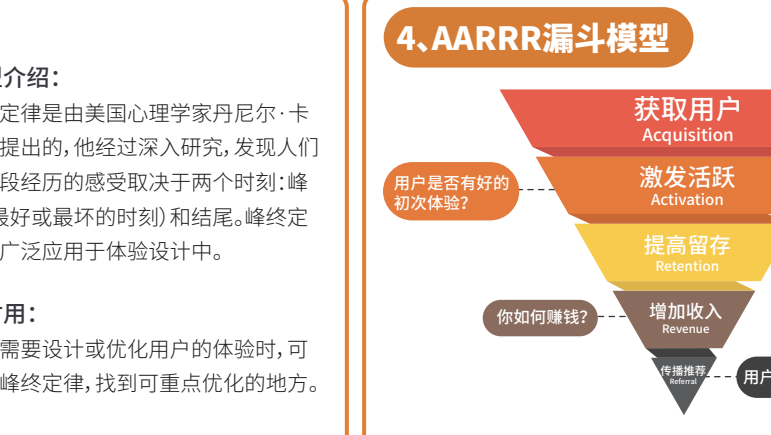 介绍：
定律是由美国心理学家丹尼尔·卡
提出的，他经过深入研究，发现人们
段经历的感受取决于两个时刻：峰
最好或最坏的时刻）和结尾。峰终定
广泛应用于体验设计中。
用：
需要设计或优化用户的体验时，可
峰终定律，找到可重点优化的地方。
4、AARRR漏斗模型
获取用户
Acquisition
用户是否有好的
初次体验？
激发活跃
Activation
提高留存
Retention
你如何赚钱？
增加收入
Revenue
传播推荐
Referral
用户